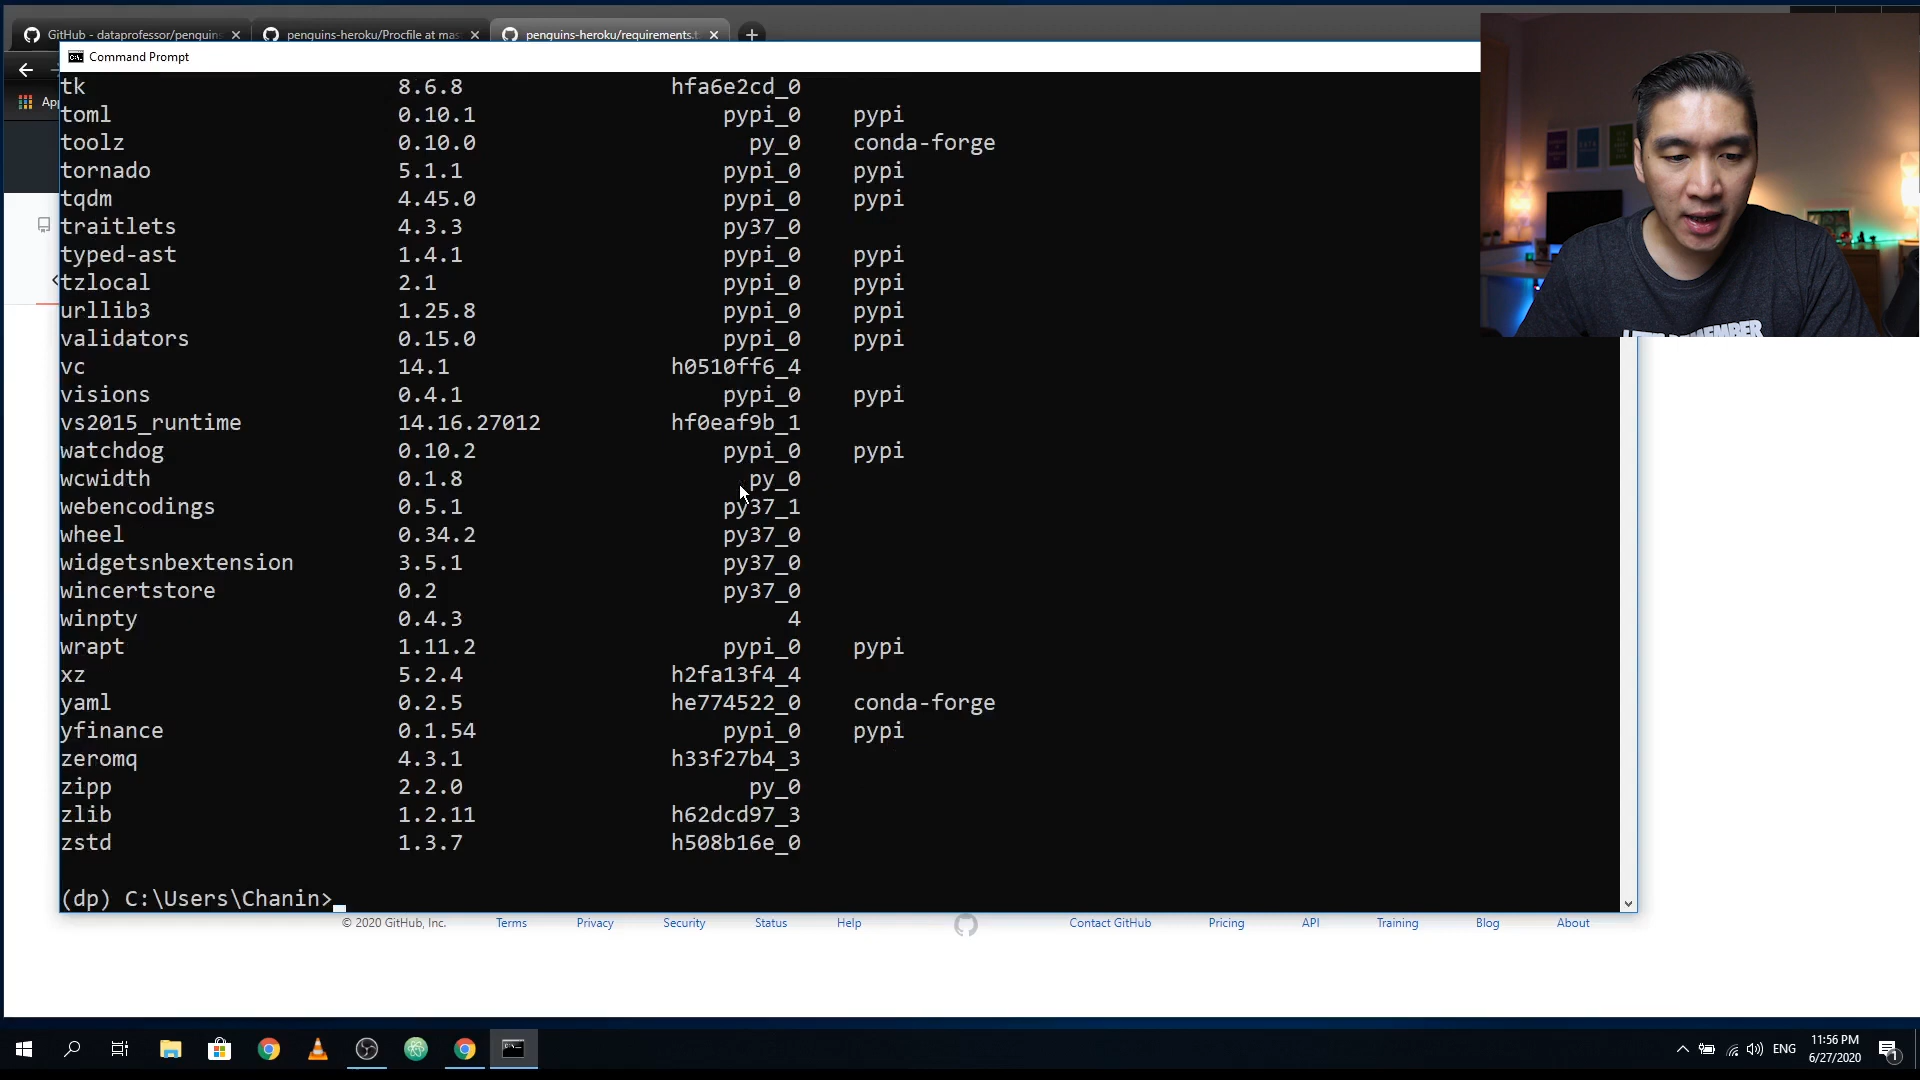 GitHub - dataprofessor/penguins
penguins-heroku/Procfile at mas
penguins-heroku/requirements.t
Command Prompt
tk 8.6.8 hfa6e2cd_0
toml 0.10.1 pypi_0 pypi
toolz 0.10.0 py_0 conda-forge
tornado 5.1.1 pypi_0 pypi
tqdm 4.45.0 pypi_0 pypi
traitlets 4.3.3 py37_0
typed-ast 1.4.1 pypi_0 pypi
tzlocal 2.1 pypi_0 pypi
urllib3 1.25.8 pypi_0 pypi
validators 0.15.0 pypi_0 pypi
vc 14.1 h0510ff6_4
visions 0.4.1 pypi_0 pypi
vs2015_runtime 14.16.27012 hf0eaf9b_1
watchdog 0.10.2 pypi_0 pypi
wcwidth 0.1.8 py_0
webencodings 0.5.1 py37_1
wheel 0.34.2 py37_0
widgetsnbextension 3.5.1 py37_0
wincertstore 0.2 py37_0
winpty 0.4.3 4
wrapt 1.11.2 pypi_0 pypi
xz 5.2.4 h2fa13f4_4
yaml 0.2.5 he774522_0 conda-forge
yfinance 0.1.54 pypi_0 pypi
zeromq 4.3.1 h33f27b4_3
zipp 2.2.0 py_0
zlib 1.2.11 h62dcd97_3
zstd 1.3.7 h508b16e_0
(dp) C:\Users\Chanin>
© 2020 GitHub, Inc. Terms Privacy Security Status Help Contact GitHub Pricing API Training Blog About
ENG
11:56 PM
6/27/2020
1